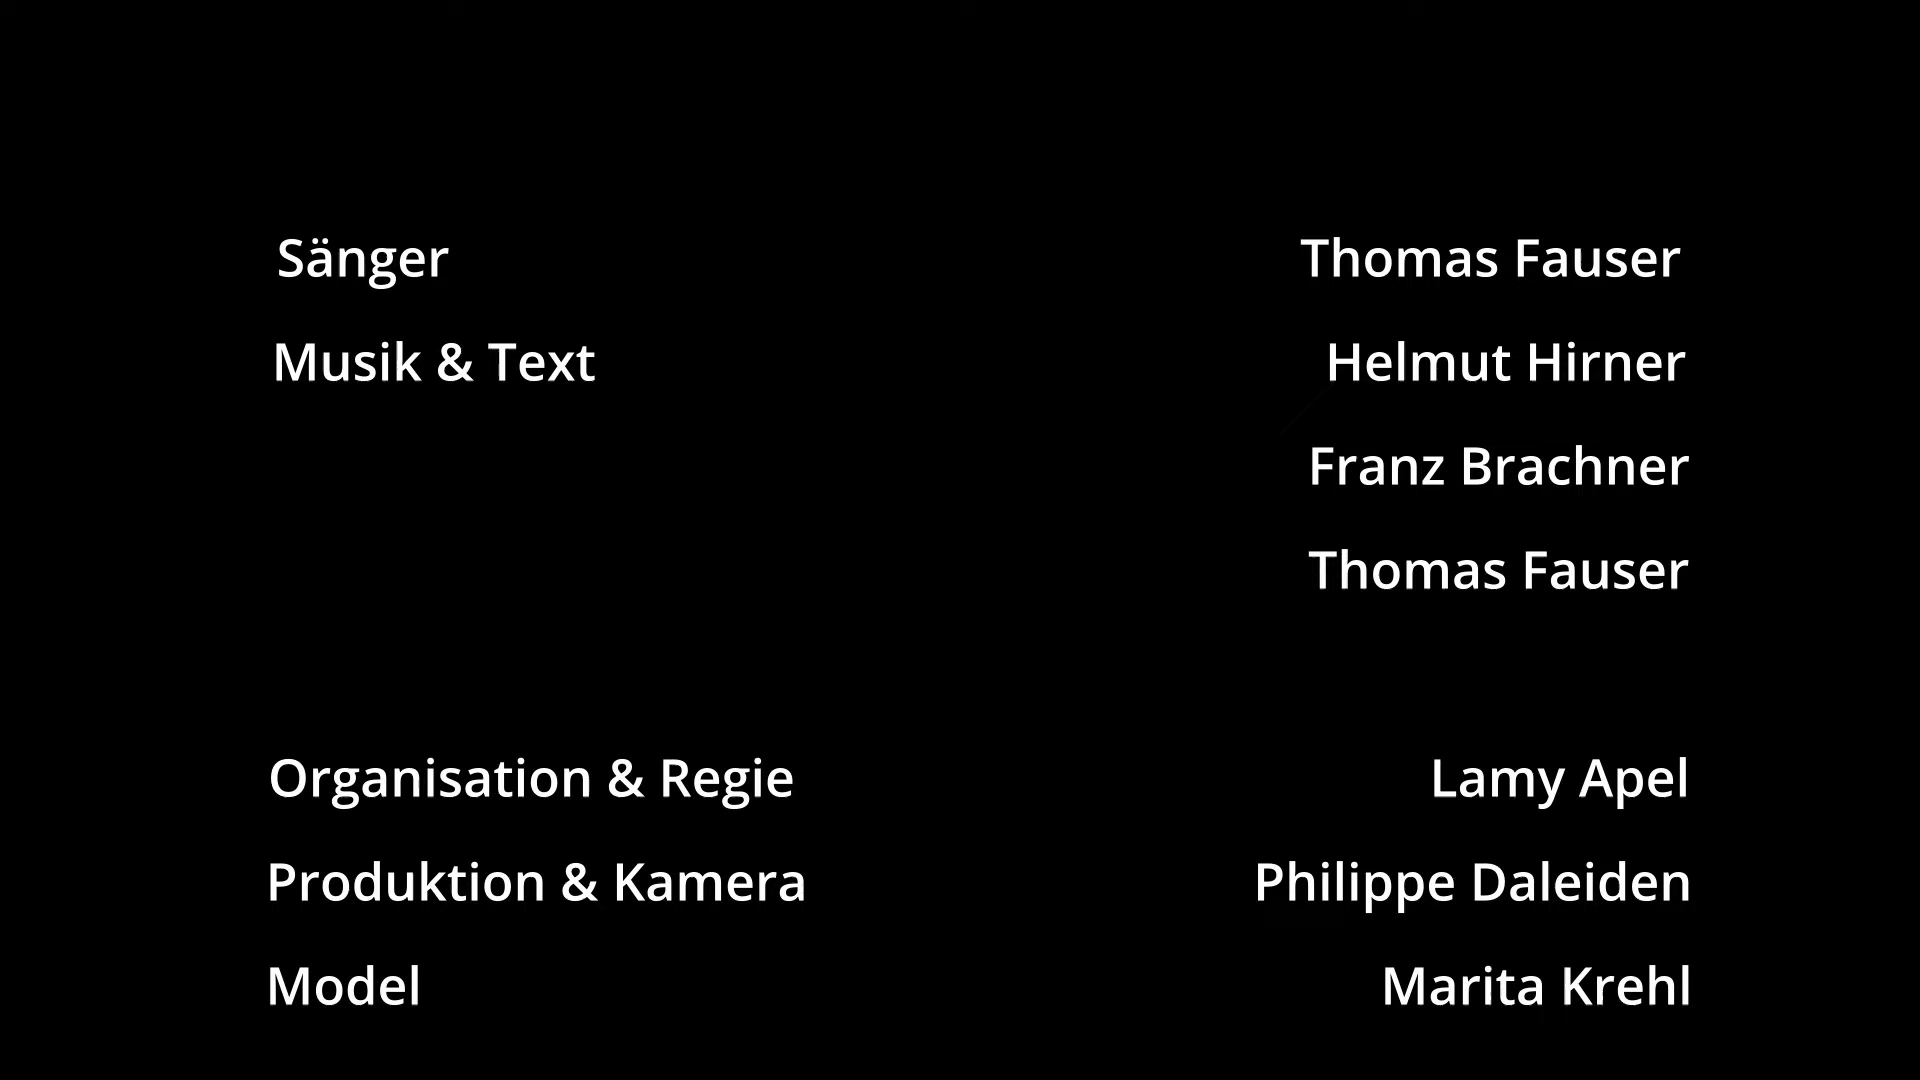 Sänger Thomas Fauser
Musik & Text Helmut Hirner
Franz Brachner
Thomas Fauser
Organisation & Regie Lamy Apel
Produktion & Kamera Philippe Daleiden
Model Marita Krehl